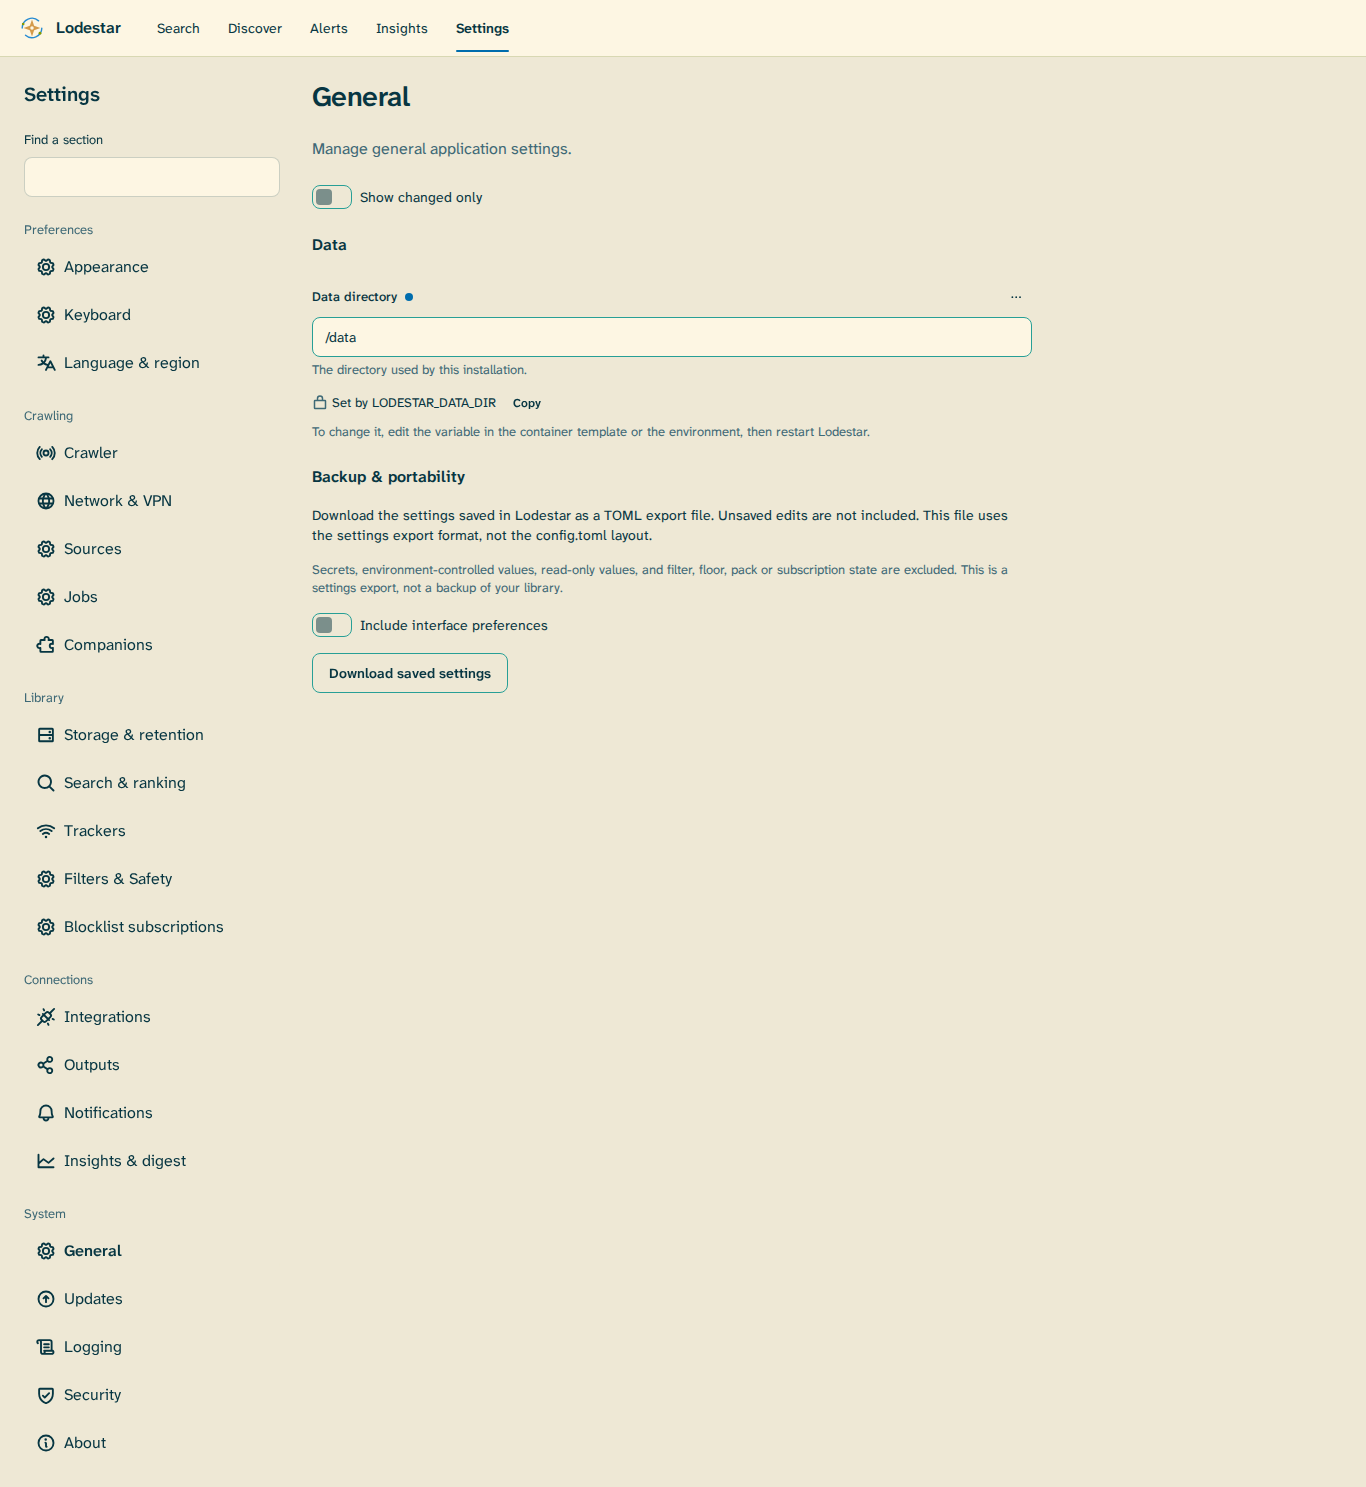 Lodestar
Search
Discover
Alerts
Insights
Settings
Settings
Find a section
Preferences
Appearance
Keyboard
Language & region
Crawling
Crawler
Network & VPN
Sources
Jobs
Companions
Library
Storage & retention
Search & ranking
Trackers
Filters & Safety
Blocklist subscriptions
Connections
Integrations
Outputs
Notifications
Insights & digest
System
General
Updates
Logging
Security
About
General
Manage general application settings.
Show changed only
Data
Data directory
...
/data
The directory used by this installation.
Set by LODESTAR_DATA_DIR
Copy
To change it, edit the variable in the container template or the environment, then restart Lodestar.
Backup & portability
Download the settings saved in Lodestar as a TOML export file. Unsaved edits are not included. This file uses
the settings export format, not the config.toml layout.
Secrets, environment-controlled values, read-only values, and filter, floor, pack or subscription state are excluded. This is a
settings export, not a backup of your library.
Include interface preferences
Download saved settings